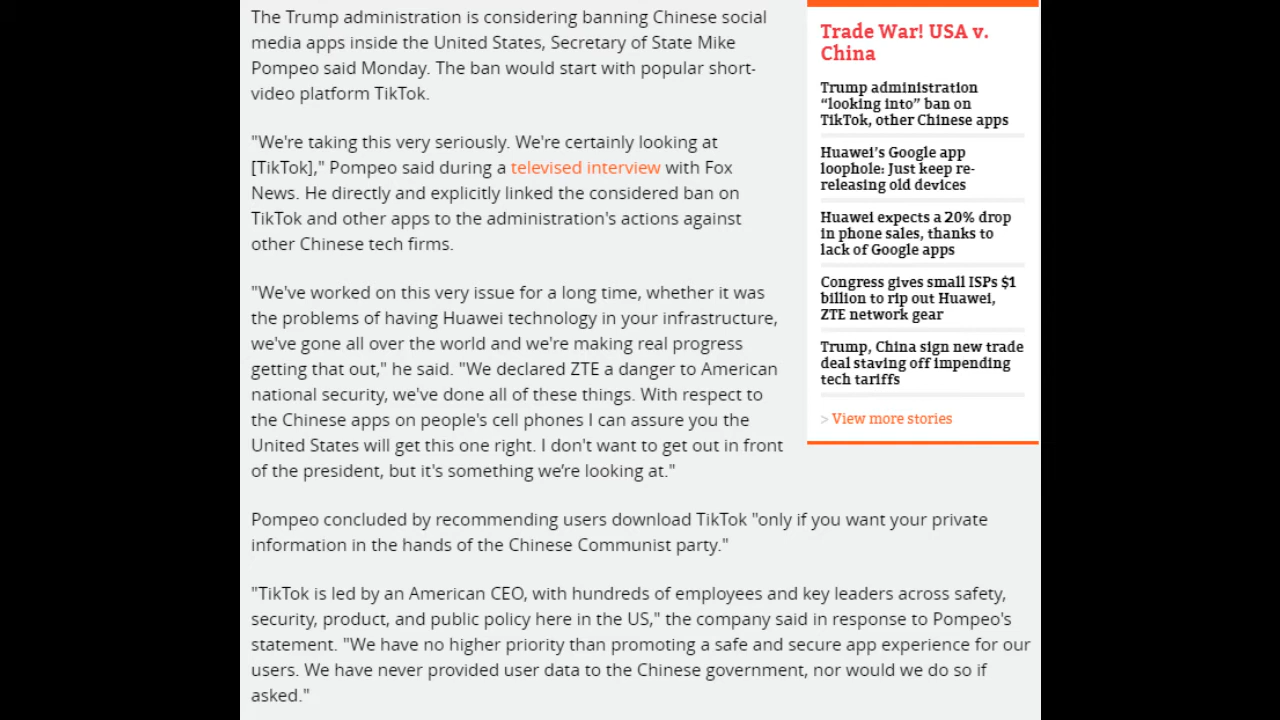 The Trump administration is considering banning Chinese social
media apps inside the United States, Secretary of State Mike
Pompeo said Monday. The ban would start with popular short-
video platform TikTok.
"We're taking this very seriously. We're certainly looking at
[TikTok]," Pompeo said during a televised interview with Fox
News. He directly and explicitly linked the considered ban on
TikTok and other apps to the administration's actions against
other Chinese tech firms.
"We've worked on this very issue for a long time, whether it was
the problems of having Huawei technology in your infrastructure,
we've gone all over the world and we're making real progress
getting that out," he said. "We declared ZTE a danger to American
national security, we've done all of these things. With respect to
the Chinese apps on people's cell phones I can assure you the
United States will get this one right. I don't want to get out in front
of the president, but it's something we’re looking at."
Pompeo concluded by recommending users download TikTok "only if you want your private
information in the hands of the Chinese Communist party."
"TikTok is led by an American CEO, with hundreds of employees and key leaders across safety,
security, product, and public policy here in the US," the company said in response to Pompeo's
statement. "We have no higher priority than promoting a safe and secure app experience for our
users. We have never provided user data to the Chinese government, nor would we do so if
asked."
Trade War! USA v.
China
Trump administration
“looking into” ban on
TikTok, other Chinese apps
Huawei’s Google app
loophole: Just keep re-
releasing old devices
Huawei expects a 20% drop
in phone sales, thanks to
lack of Google apps
Congress gives small ISPs $1
billion to rip out Huawei,
ZTE network gear
Trump, China sign new trade
deal staving off impending
tech tariffs
> View more stories